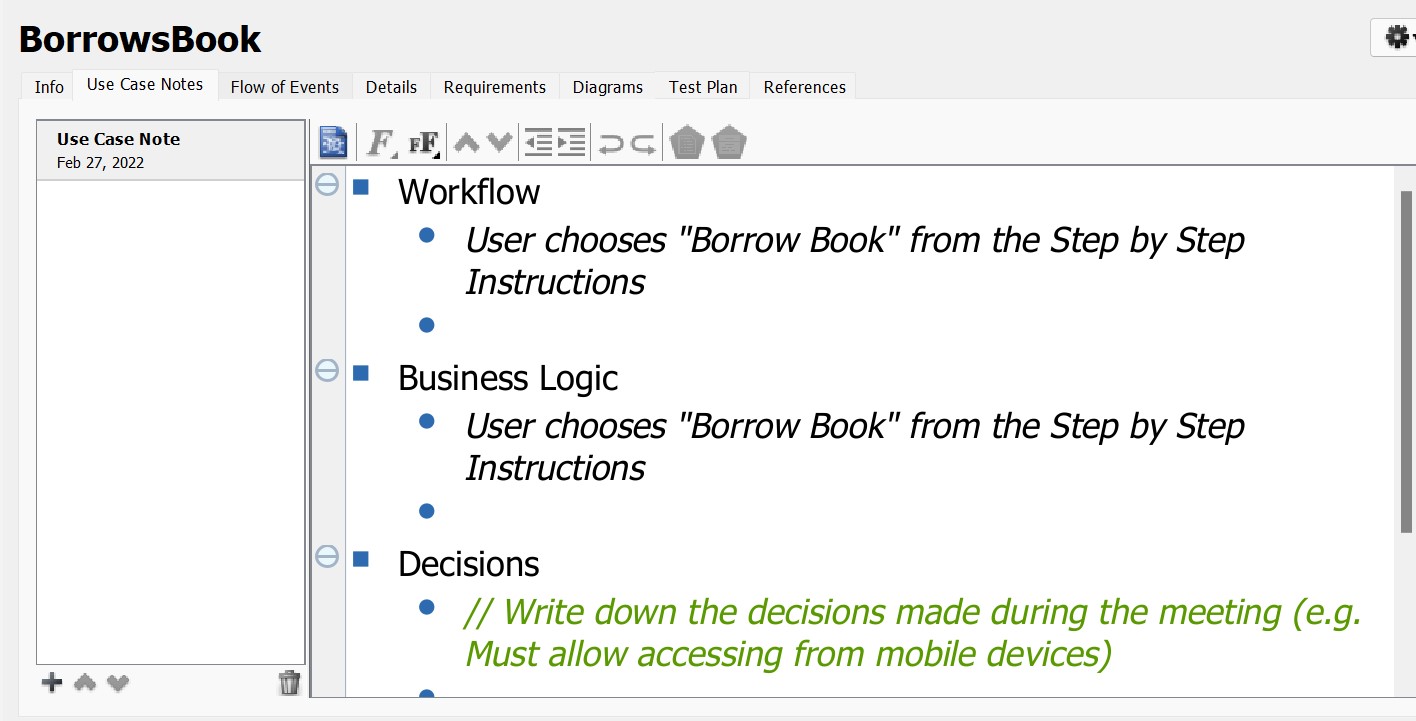 BorrowsBook
Info Use Case Notes Flow of Events Details Requirements Diagrams Test Plan References
Use Case Note
Feb 27, 2022
Workflow
User chooses "Borrow Book" from the Step by Step
Instructions
Business Logic
User chooses "Borrow Book" from the Step by Step
Instructions
Decisions
// Write down the decisions made during the meeting (e.g.
Must allow accessing from mobile devices)